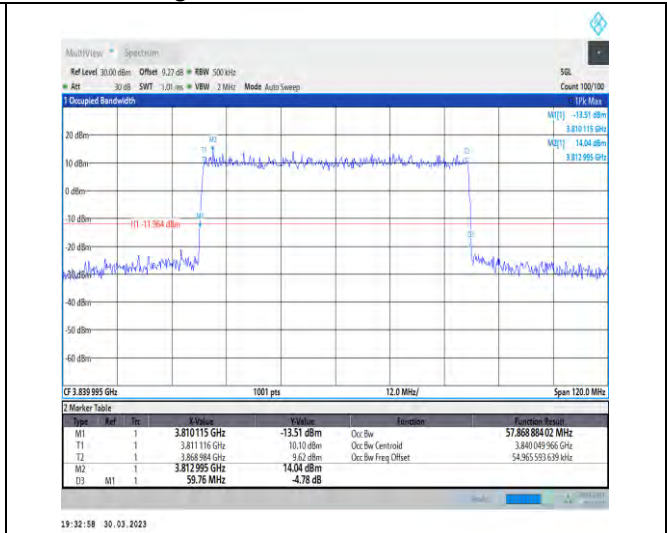 MultiView Spectrum
Ref Level 30.00 dBm Offset 9.27 dB RBW 500 kHz SGL
Att 30 dB SWT 1.01 ms VBW 2 MHz Mode Auto Sweep Count 100/100
1 Occupied Bandwidth 1Pk Max
M1[1] -13.51 dBm
3.810 115 GHz
M2[1] 14.04 dBm
3.812 995 GHz
20 dBm
M2
T1
T2
10 dBm
0 dBm
-10 dBm
M1
H1 -11.964 dBm
D3
-20 dBm
-30 dBm
-40 dBm
-50 dBm
-60 dBm
CF 3.839 995 GHz 1001 pts 12.0 MHz/ Span 120.0 MHz
2 Marker Table
Type Ref Trc X-Value Y-Value Function Function Result
M1 1 3.810 115 GHz -13.51 dBm Occ Bw 57.868 884 02 MHz
T1 1 3.811 116 GHz 10.10 dBm Occ Bw Centroid 3.840 049 966 GHz
T2 1 3.868 984 GHz 9.62 dBm Occ Bw Freq Offset 54.965 593 639 kHz
M2 1 3.812 995 GHz 14.04 dBm
D3 M1 1 59.76 MHz -4.78 dB
19:32:58 30.03.2023